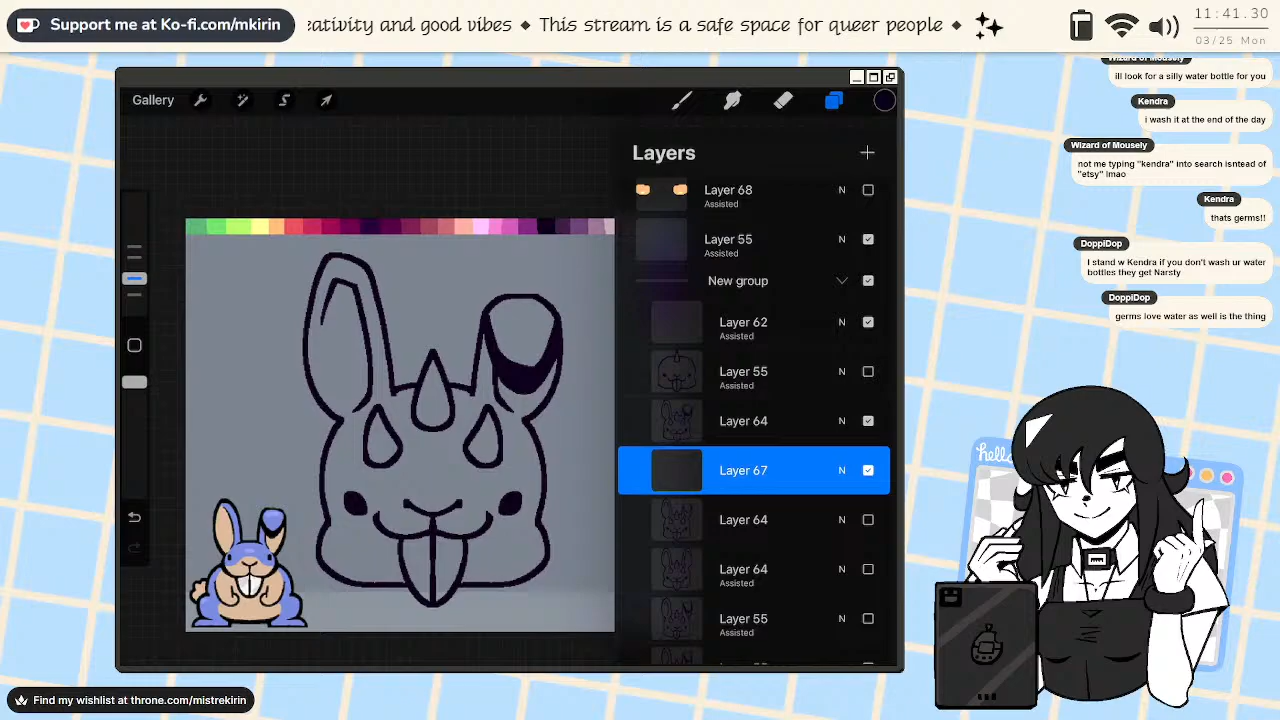 Support me at Ko-fi.com/mkirin
eativity and good vibes ◆ This stream is a safe space for queer people ◆
11:41.30
03/25 Mon
Gallery
Layers
Layer 68
N
Assisted
Layer 55
N
Assisted
New group
Layer 62
N
Assisted
Layer 55
N
Assisted
Layer 64
N
Layer 67
N
Layer 64
N
Layer 64
N
Assisted
Layer 55
N
Assisted
Wizard of Mousely
ill look for a silly water bottle for you
Kendra
i wash it at the end of the day
Wizard of Mousely
not me typing "kendra" into search isntead of
"etsy" lmao
Kendra
thats germs!!
DoppiDop
I stand w Kendra if you don't wash ur water
bottles they get Narsty
DoppiDop
germs love water as well is the thing
hello
Find my wishlist at throne.com/mistrekirin